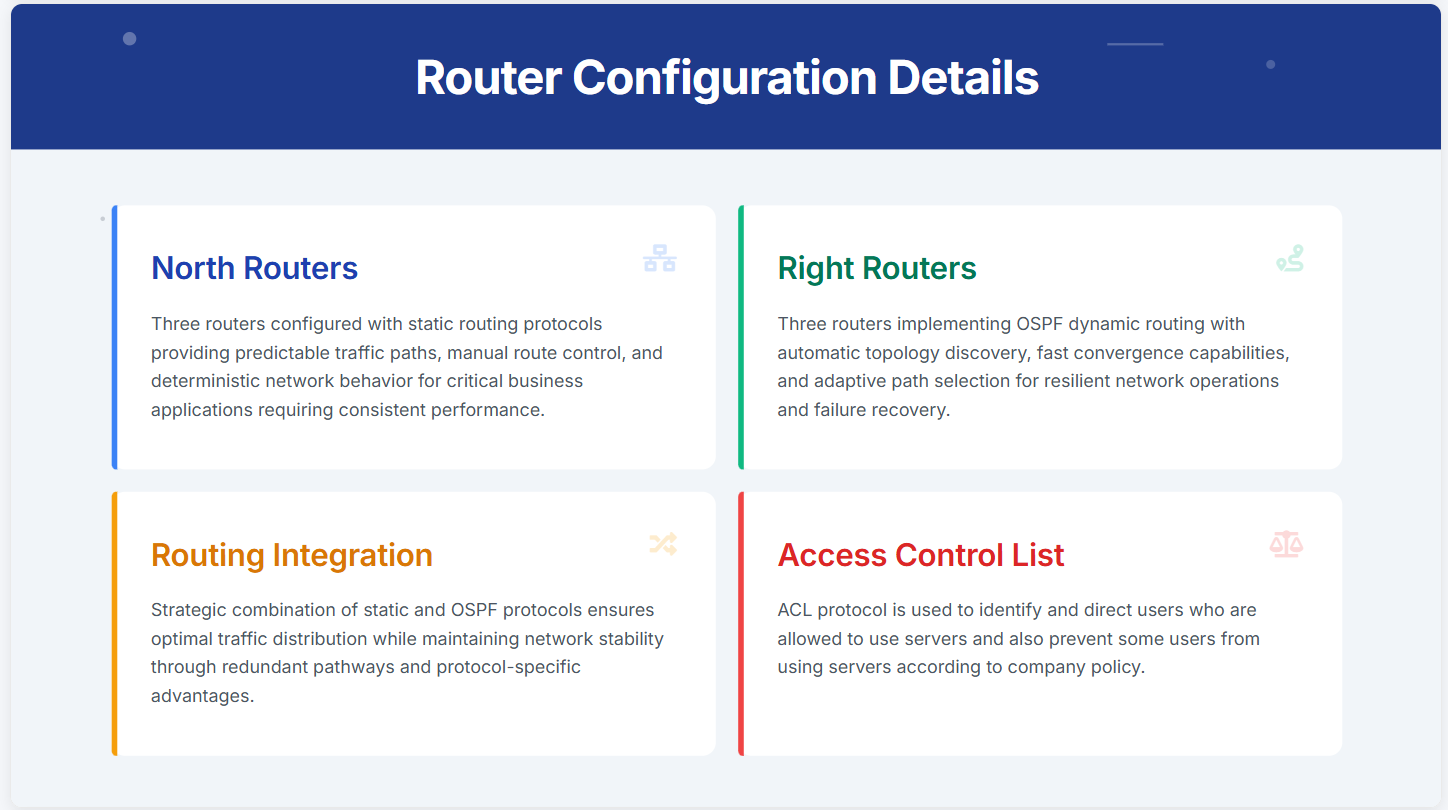 Router Configuration Details
North Routers
Three routers configured with static routing protocols
providing predictable traffic paths, manual route control, and
deterministic network behavior for critical business
applications requiring consistent performance.
Right Routers
Three routers implementing OSPF dynamic routing with
automatic topology discovery, fast convergence capabilities,
and adaptive path selection for resilient network operations
and failure recovery.
Routing Integration
Strategic combination of static and OSPF protocols ensures
optimal traffic distribution while maintaining network stability
through redundant pathways and protocol-specific
advantages.
Access Control List
ACL protocol is used to identify and direct users who are
allowed to use servers and also prevent some users from
using servers according to company policy.